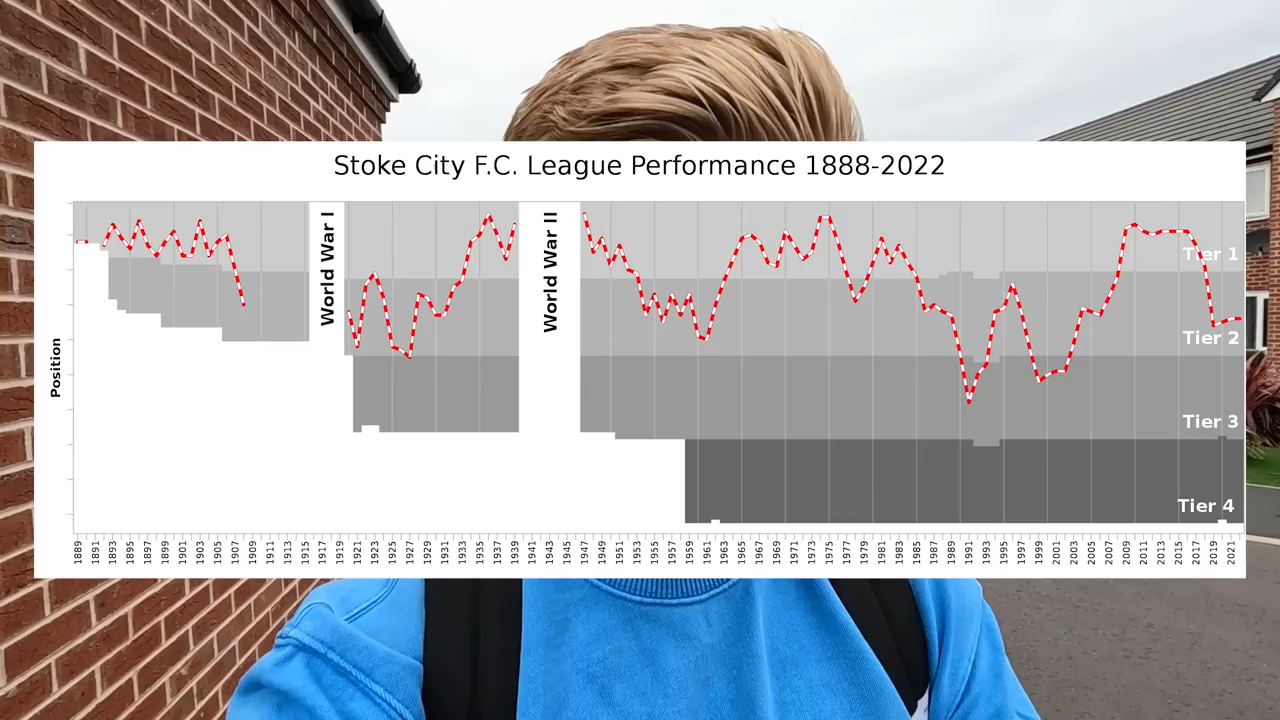 Stoke City F.C. League Performance 1888-2022
World War I
World War II
Tier 1
Tier 2
Tier 3
Tier 4
Position
1889 1891 1893 1895 1897 1899 1901 1903 1905 1907 1909 1911 1913 1915 1917 1919 1921 1923 1925 1927 1929 1931 1933 1935 1937 1939 1941 1943 1945 1947 1949 1951 1953 1955 1957 1959 1961 1963 1965 1967 1969 1971 1973 1975 1977 1979 1981 1983 1985 1987 1989 1991 1993 1995 1997 1999 2001 2003 2005 2007 2009 2011 2013 2015 2017 2019 2021